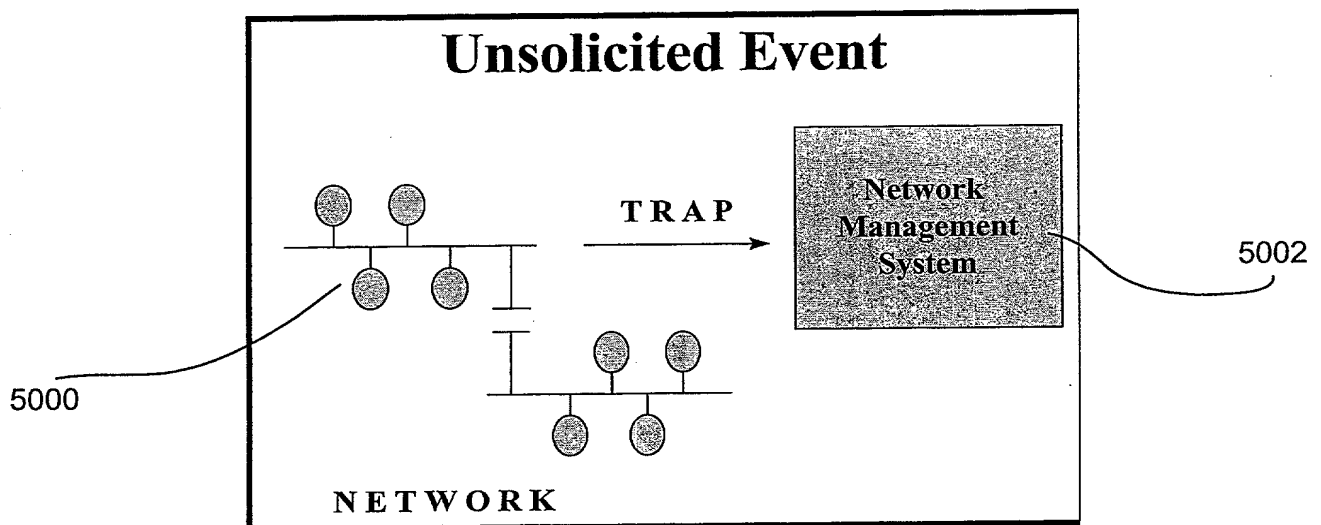 Unsolicited Event
TRAP
Network
Management
System
5002
5000
NETWORK